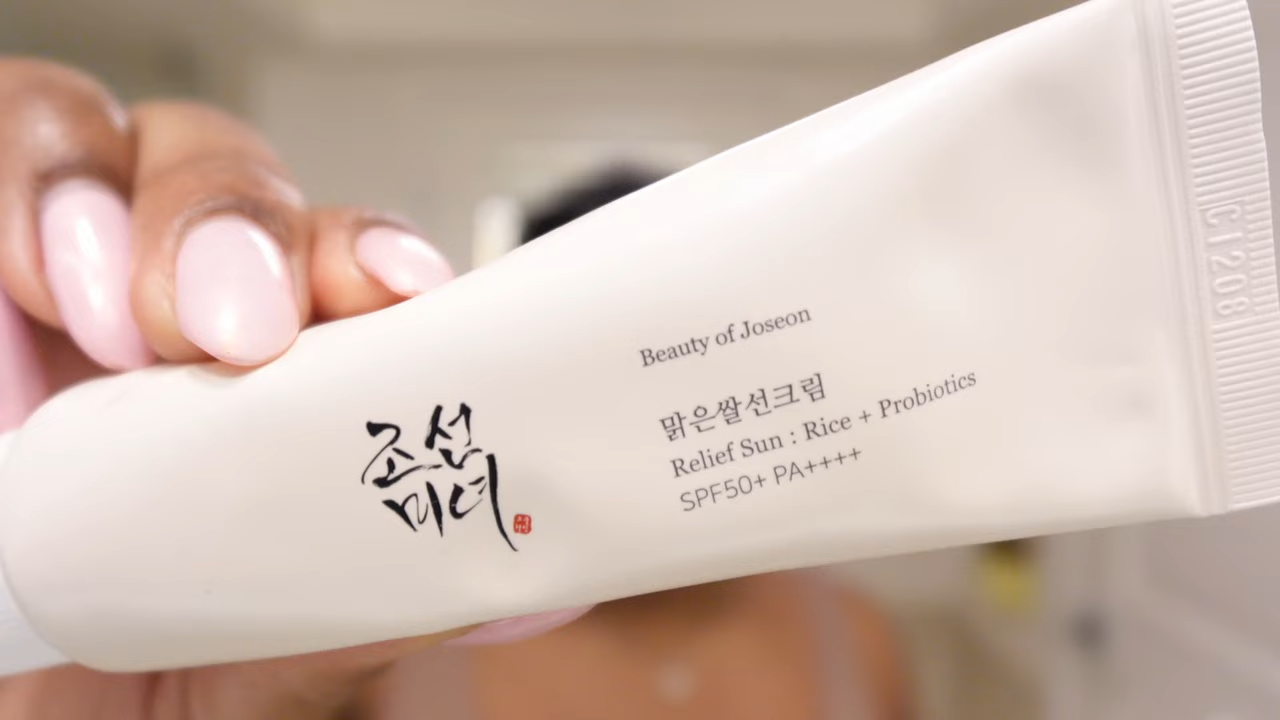 조선
미녀
Beauty of Joseon
맑은쌀선크림
Relief Sun : Rice + Probiotics
SPF50+ PA++++
C1208